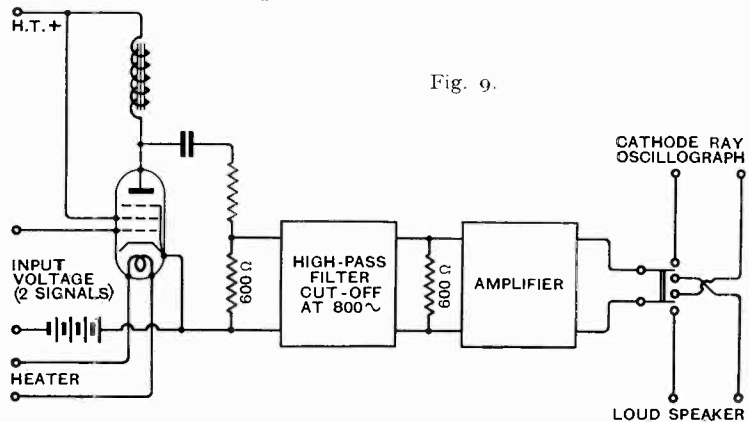 H.T. +
Fig. 9.
CATHODE RAY
OSCILLOGRAPH
INPUT
VOLTAGE
(2 SIGNALS)
600 Ω
HIGH-PASS
FILTER
CUT-OFF
AT 800~
600 Ω
AMPLIFIER
HEATER
LOUD SPEAKER